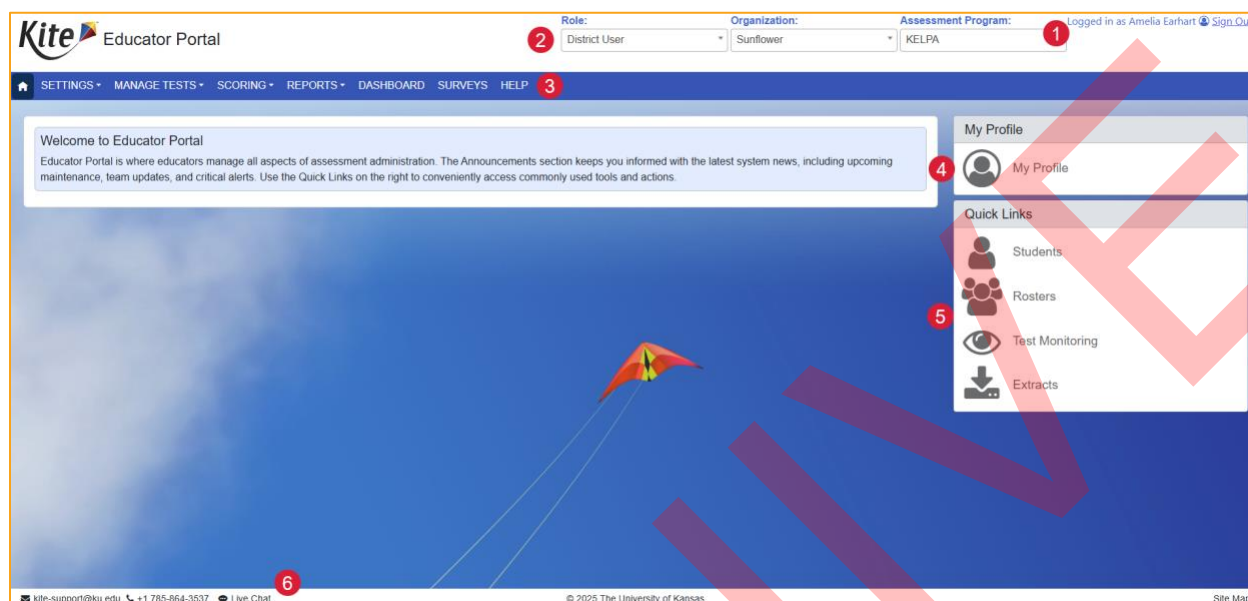 Kite Educator Portal
Role: Organization: Assessment Program: Logged in as Amelia Earhart Sign Ou
2 District User Sunflower KELPA 1
SETTINGS MANAGE TESTS SCORING REPORTS DASHBOARD SURVEYS HELP 3
Welcome to Educator Portal
Educator Portal is where educators manage all aspects of assessment administration. The Announcements section keeps you informed with the latest system news, including upcoming
maintenance, team updates, and critical alerts. Use the Quick Links on the right to conveniently access commonly used tools and actions.
My Profile
4 My Profile
Quick Links
Students
Rosters
5
Test Monitoring
Extracts
6
kite-support@ku.edu +1 785-864-3537 Live Chat © 2025 The University of Kansas Site Map